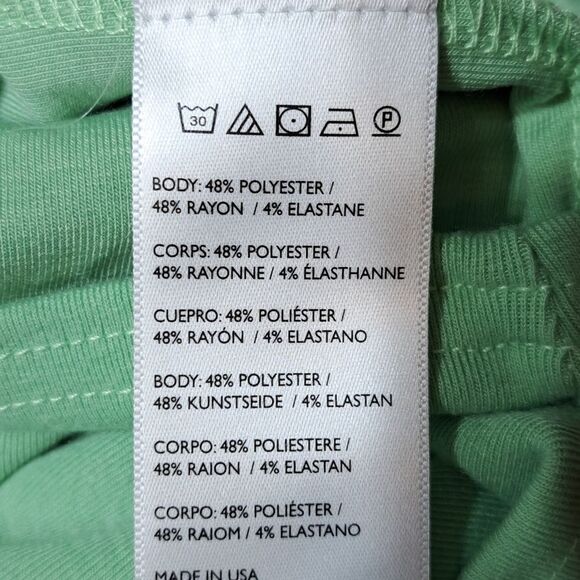 30
P
BODY: 48% POLYESTER /
48% RAYON / 4% ELASTANE
CORPS: 48% POLYESTER /
48% RAYONNE / 4% ÉLASTHANNE
CUEPRO: 48% POLIÉSTER /
48% RAYÓN / 4% ELASTANO
BODY: 48% POLYESTER /
48% KUNSTSEIDE / 4% ELASTAN
CORPO: 48% POLIESTERE /
48% RAION / 4% ELASTAN
CORPO: 48% POLIÉSTER /
48% RAIOM / 4% ELASTANO
MADE IN USA